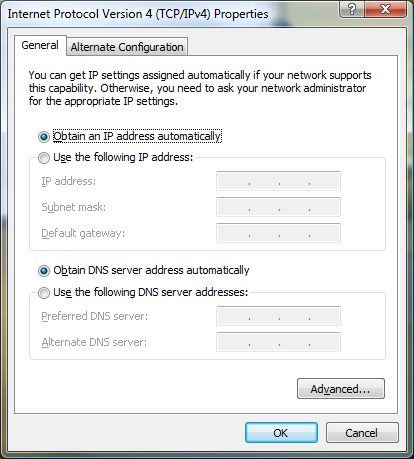 Internet Protocol Version 4 (TCP/IPv4) Properties
General
Alternate Configuration
You can get IP settings assigned automatically if your network supports
this capability. Otherwise, you need to ask your network administrator
for the appropriate IP settings.
Obtain an IP address automatically
Use the following IP address:
IP address:
Subnet mask:
Default gateway:
Obtain DNS server address automatically
Use the following DNS server addresses:
Preferred DNS server:
Alternate DNS server:
Advanced...
OK
Cancel